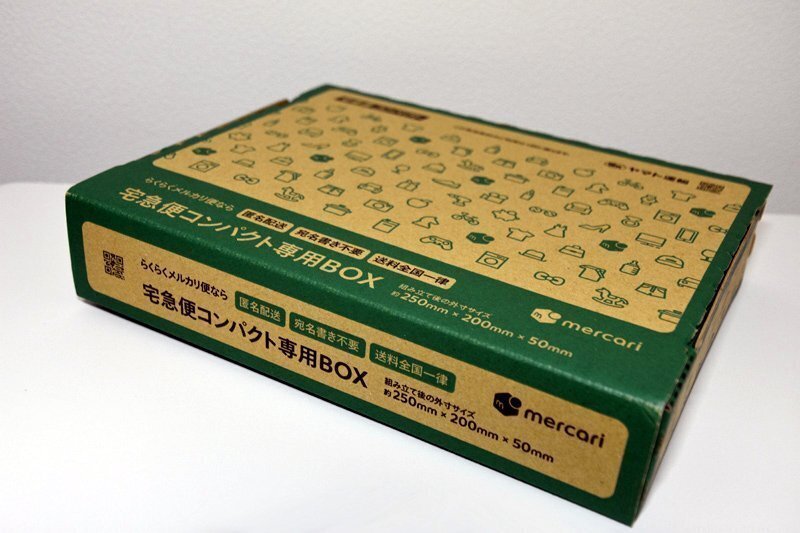 ヤマト運輸
らくらくメルカリ便なら
宅急便コンパクト専用BOX
匿名配送
宛名書き不要
送料全国一律
組み立て後の外寸サイズ
約250mm×200mm×50mm
mercari
らくらくメルカリ便なら
宅急便コンパクト専用BOX
匿名配送
宛名書き不要
送料全国一律
組み立て後の外寸サイズ
約250mm×200mm×50mm
mercari